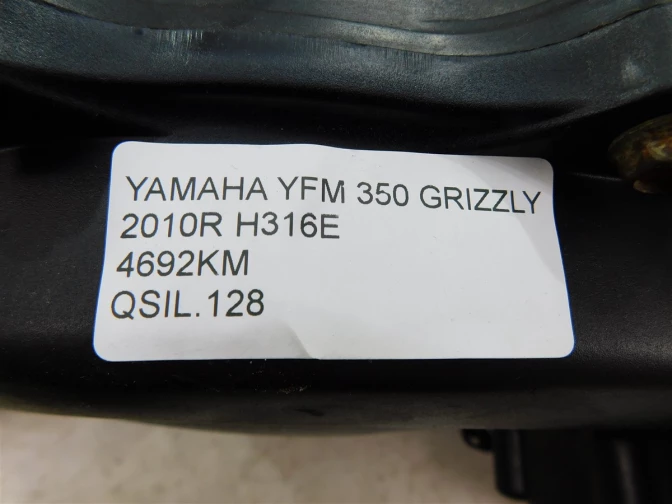 YAMAHA YFM 350 GRIZZLY
2010R H316E
4692KM
QSIL.128